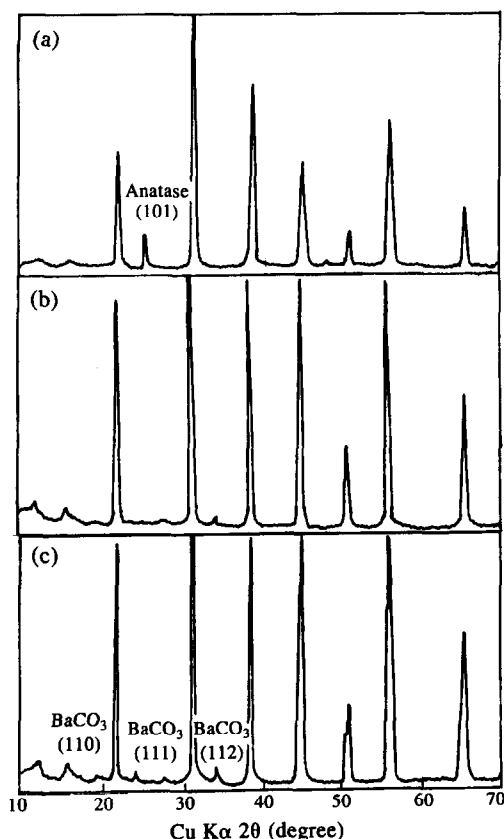 (a)
Anatase
(101)
(b)
(c)
BaCO₃
(110)
BaCO₃
(111)
BaCO₃
(112)
10 20 30 40 50 60 70
Cu Kα 2θ (degree)